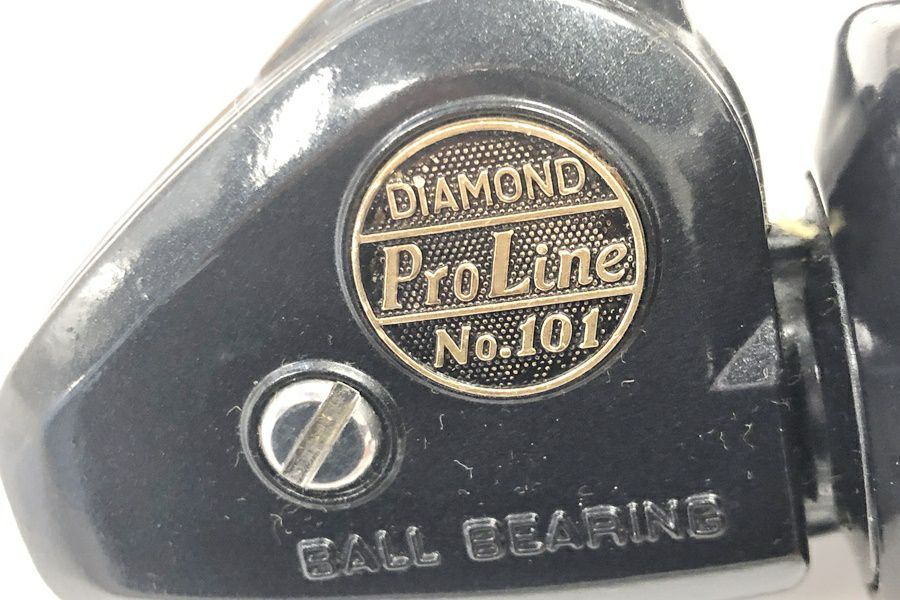 DiAMOND
ProLine
No.101
BALL BEARING